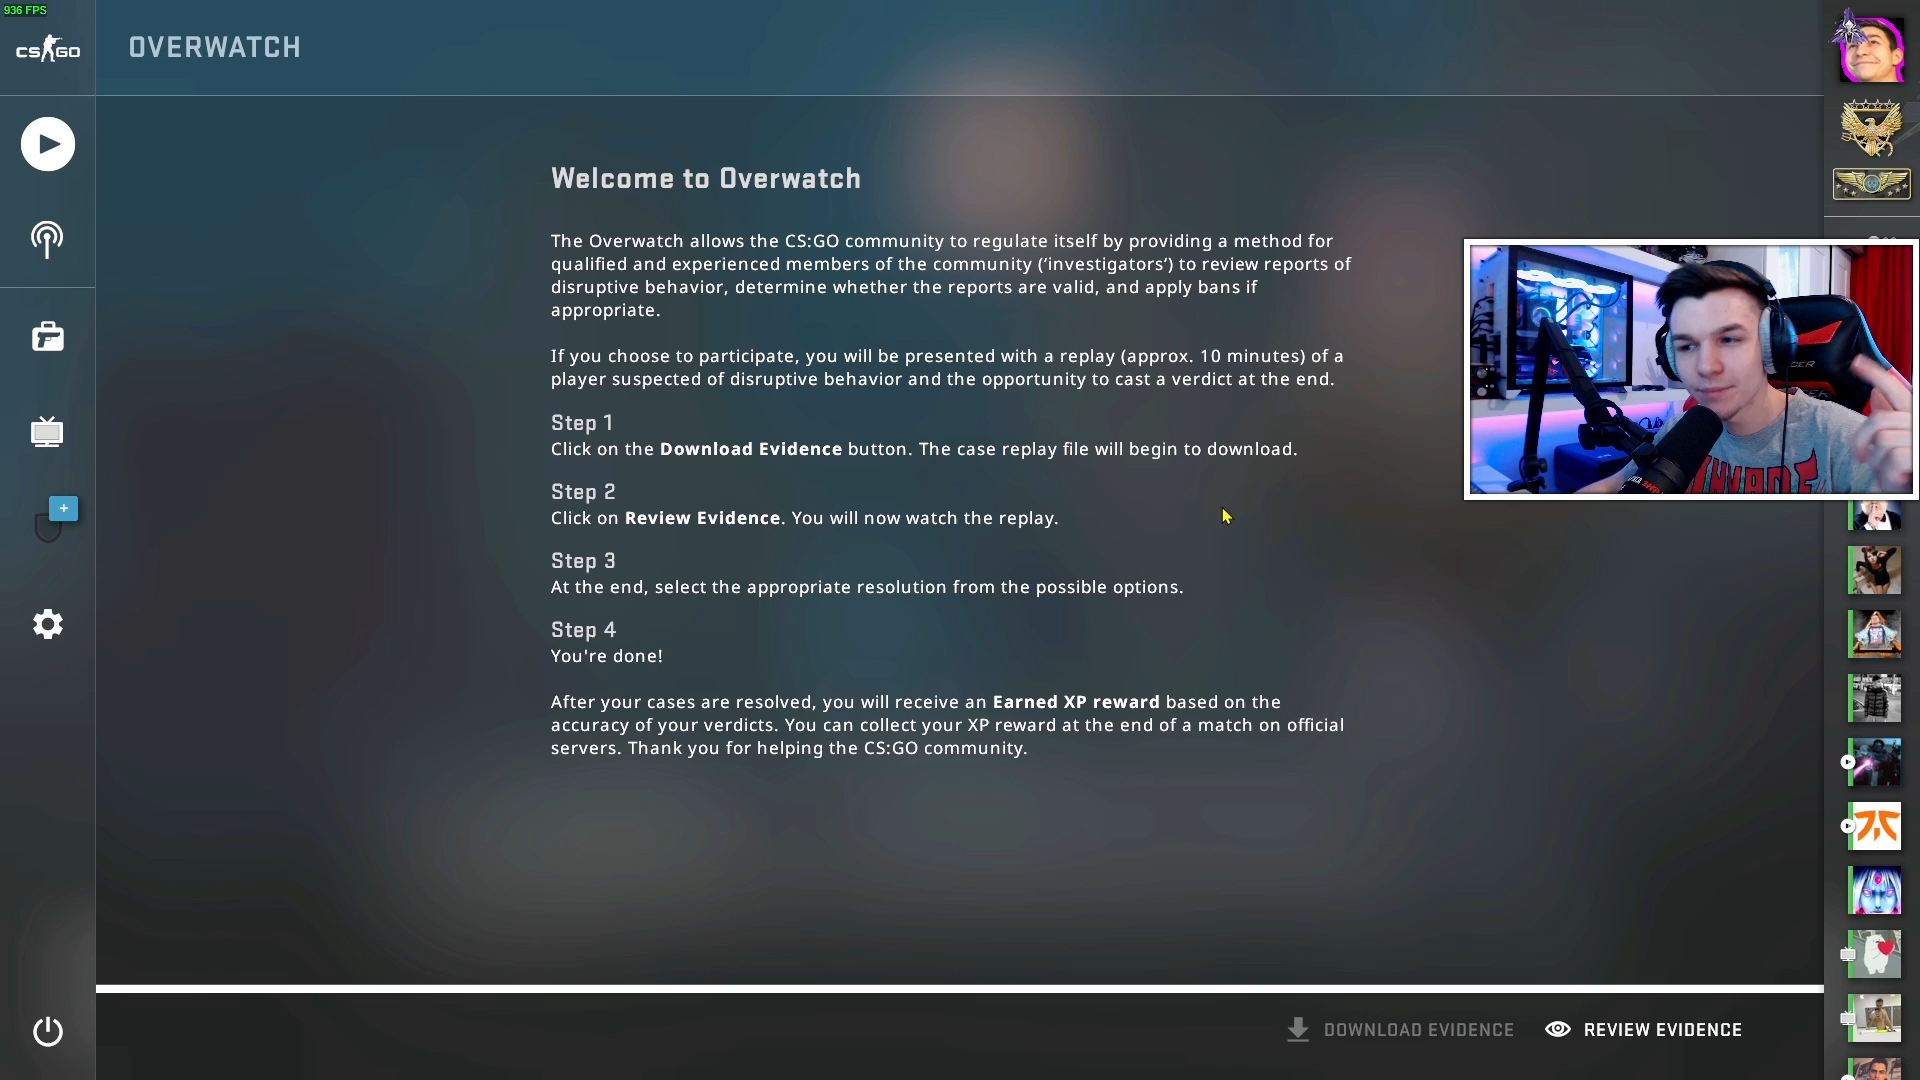 936 FPS
CS GO
OVERWATCH
Welcome to Overwatch
The Overwatch allows the CS:GO community to regulate itself by providing a method for
qualified and experienced members of the community (‘investigators’) to review reports of
disruptive behavior, determine whether the reports are valid, and apply bans if
appropriate.
If you choose to participate, you will be presented with a replay (approx. 10 minutes) of a
player suspected of disruptive behavior and the opportunity to cast a verdict at the end.
Step 1
Click on the Download Evidence button. The case replay file will begin to download.
Step 2
Click on Review Evidence. You will now watch the replay.
Step 3
At the end, select the appropriate resolution from the possible options.
Step 4
You're done!
After your cases are resolved, you will receive an Earned XP reward based on the
accuracy of your verdicts. You can collect your XP reward at the end of a match on official
servers. Thank you for helping the CS:GO community.
DOWNLOAD EVIDENCE
REVIEW EVIDENCE